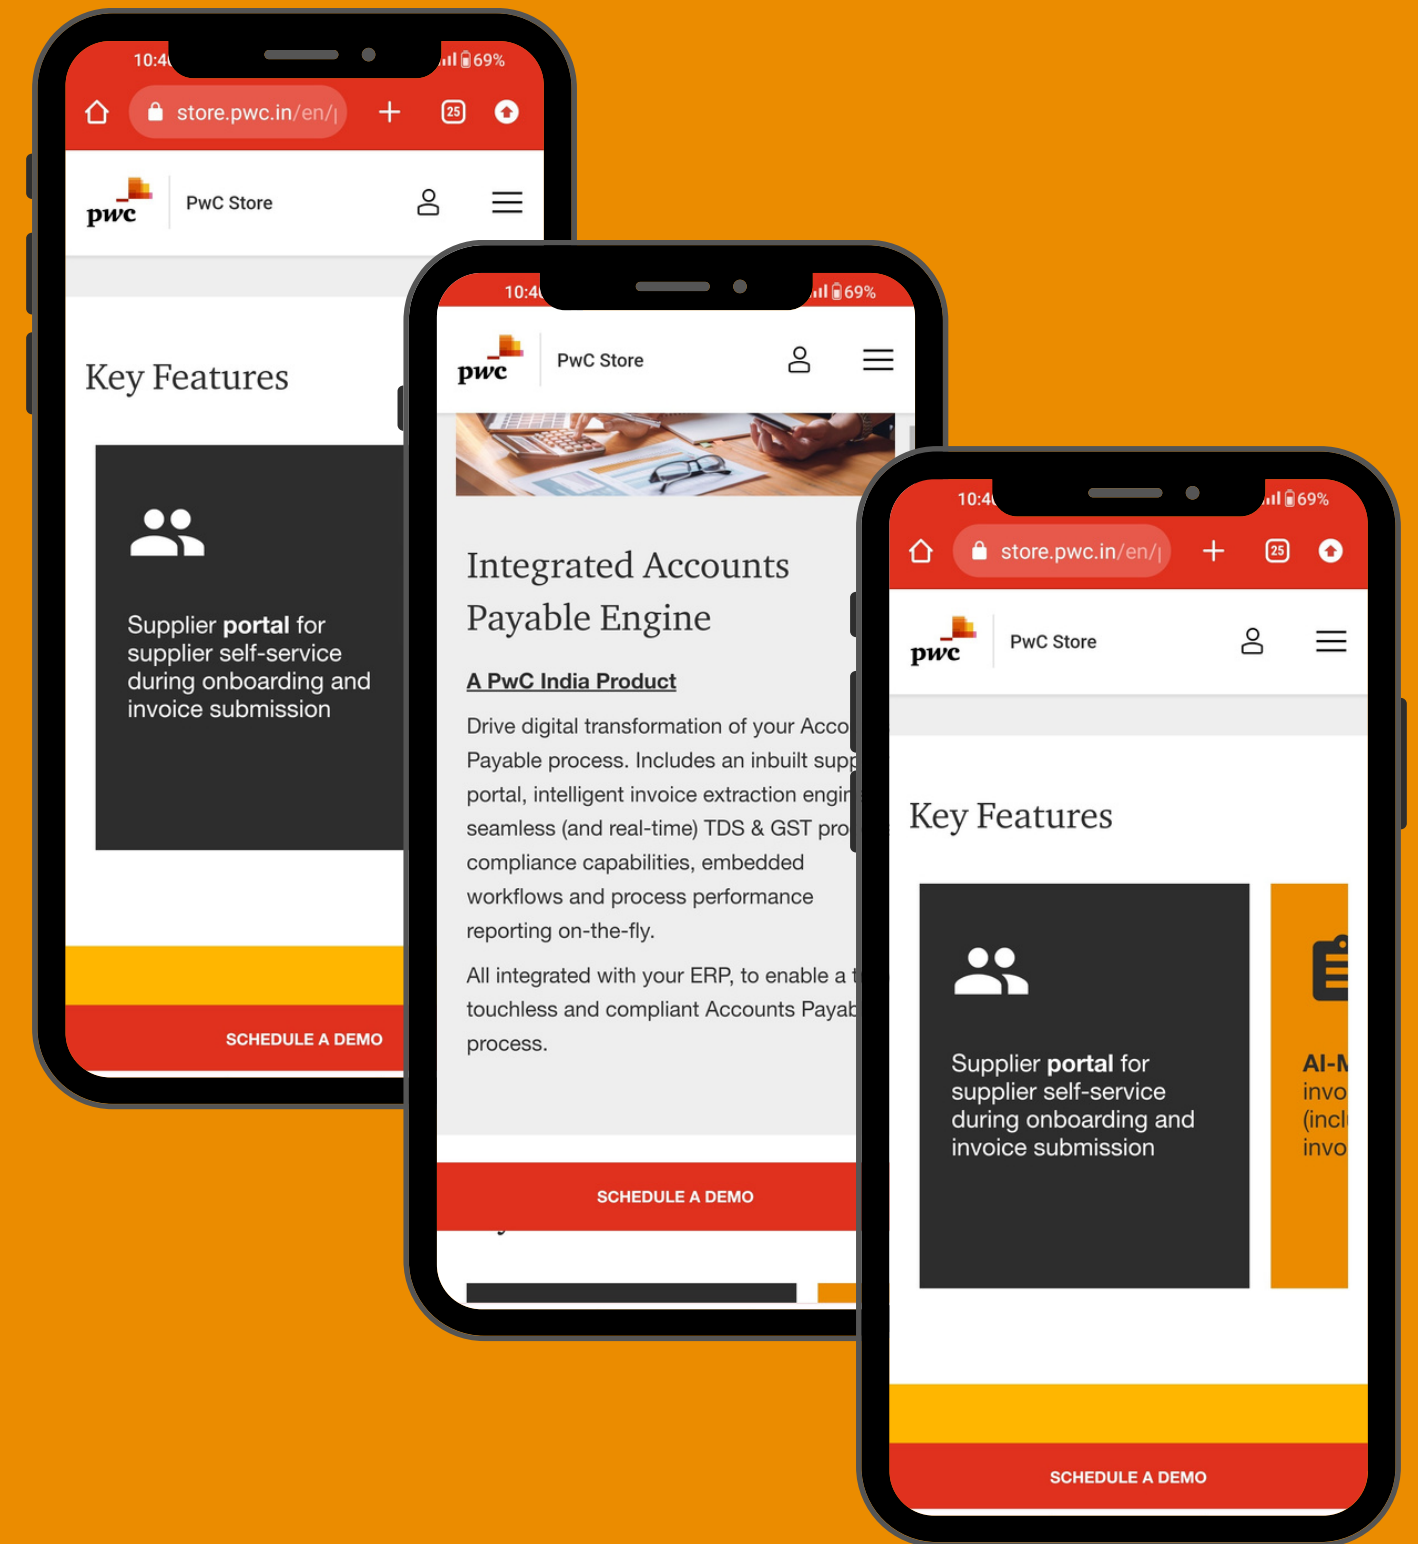 10:4
69%
store.pwc.in/en/
25
pwc
PwC Store
Key Features
Supplier portal for
supplier self-service
during onboarding and
invoice submission
SCHEDULE A DEMO
10:4
69%
pwc
PwC Store
Integrated Accounts
Payable Engine
A PwC India Product
Drive digital transformation of your
Payable process. Includes an inbuilt
portal, intelligent invoice extraction
seamless (and real-time) TDS & GST
compliance capabilities, embedded
workflows and process performance
reporting on-the-fly.
All integrated with your ERP, to enable a
touchless and compliant Accounts
process.
SCHEDULE A DEMO
10:4
69%
store.pwc.in/en/
25
pwc
PwC Store
Key Features
Supplier portal for
supplier self-service
during onboarding and
invoice submission
SCHEDULE A DEMO